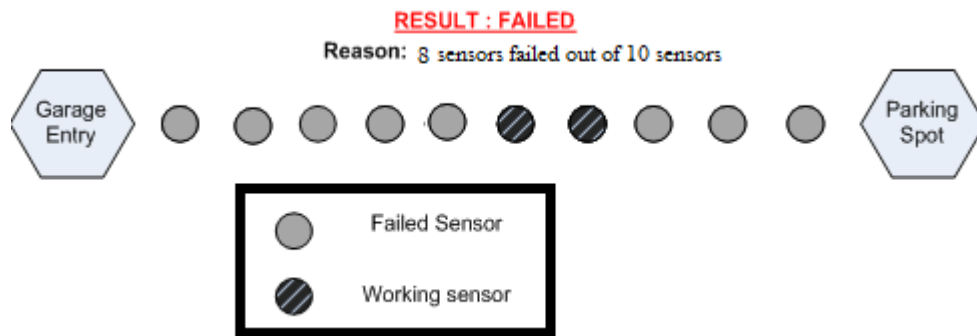 RESULT : FAILED
Reason: 8 sensors failed out of 10 sensors
Garage
Entry
Parking
Spot
Failed Sensor
Working sensor